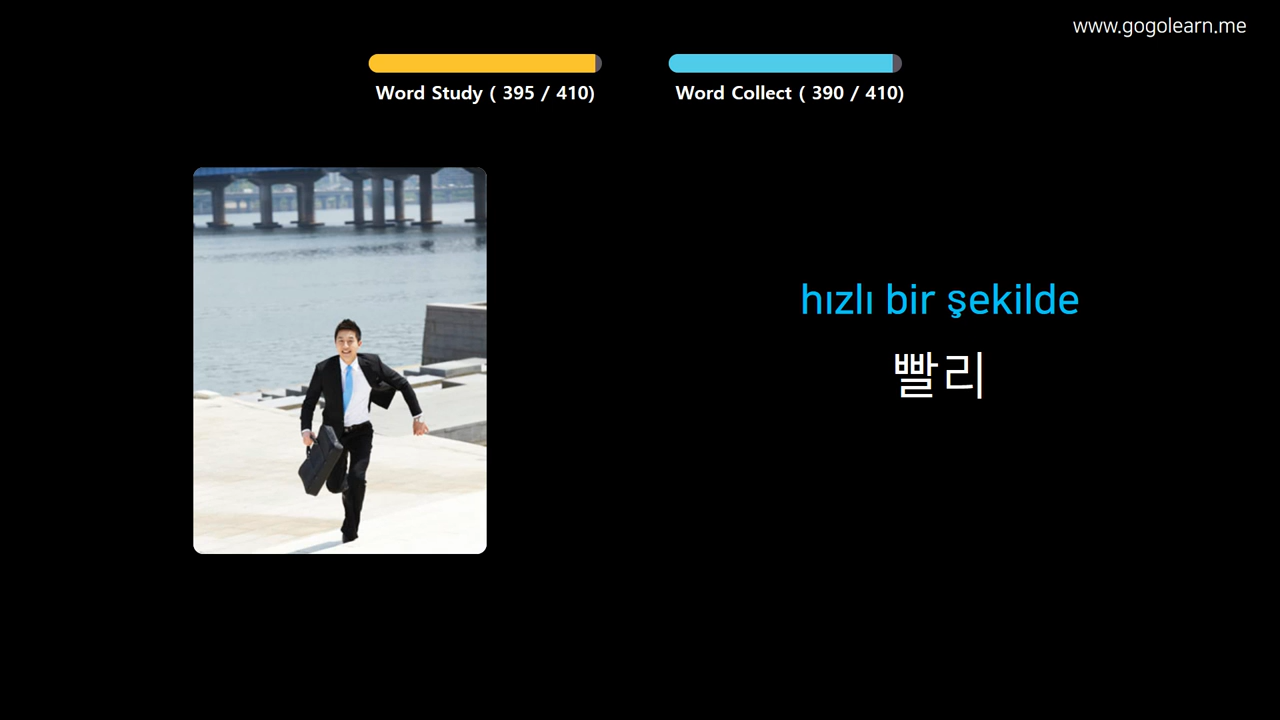 www.gogolearn.me
Word Study ( 395 / 410)
Word Collect ( 390 / 410)
hızlı bir şekilde
빨리